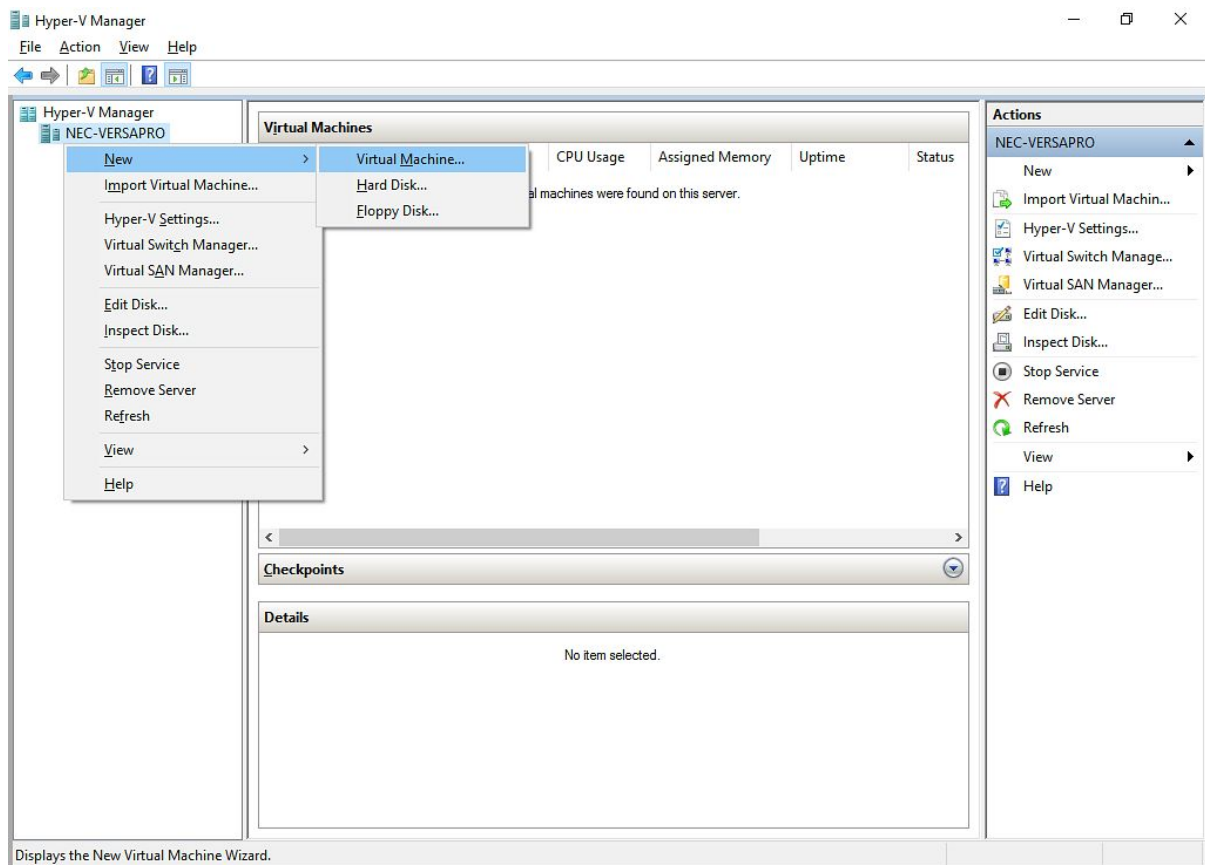 Hyper-V Manager
File Action View Help
Hyper-V Manager
NEC-VERSAPRO
New
Import Virtual Machine...
Hyper-V Settings...
Virtual Switch Manager...
Virtual SAN Manager...
Edit Disk...
Inspect Disk...
Stop Service
Remove Server
Refresh
View
Help
Virtual Machine...
Hard Disk...
Floppy Disk...
Virtual Machines
CPU Usage Assigned Memory Uptime Status
machines were found on this server.
Checkpoints
Details
No item selected.
Actions
NEC-VERSAPRO
New
Import Virtual Machin...
Hyper-V Settings...
Virtual Switch Manage...
Virtual SAN Manager...
Edit Disk...
Inspect Disk...
Stop Service
Remove Server
Refresh
View
Help
Displays the New Virtual Machine Wizard.